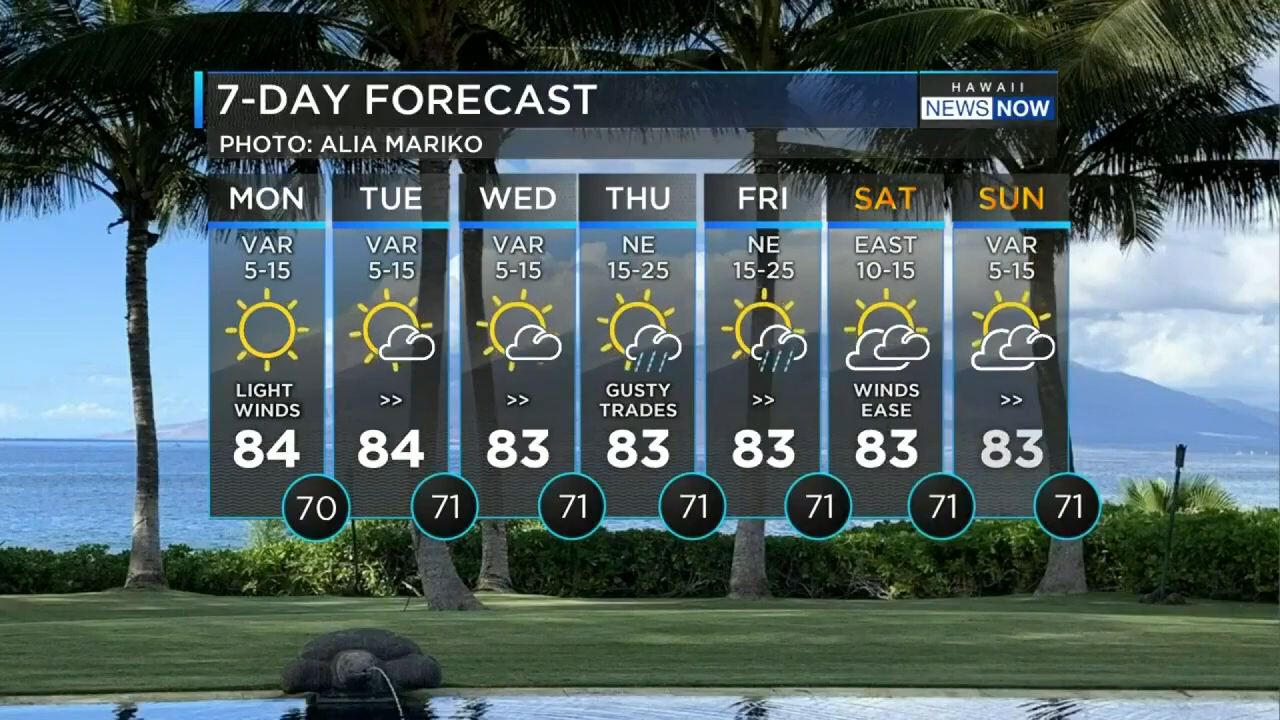 7-DAY FORECAST
HAWAII
NEWS NOW
PHOTO: ALIA MARIKO
MON TUE WED THU FRI SAT SUN
VAR VAR VAR NE NE EAST VAR
5-15 5-15 5-15 15-25 15-25 10-15 5-15
LIGHT WINDS >> >> GUSTY TRADES >> WINDS EASE >>
84 84 83 83 83 83 83
70 71 71 71 71 71 71